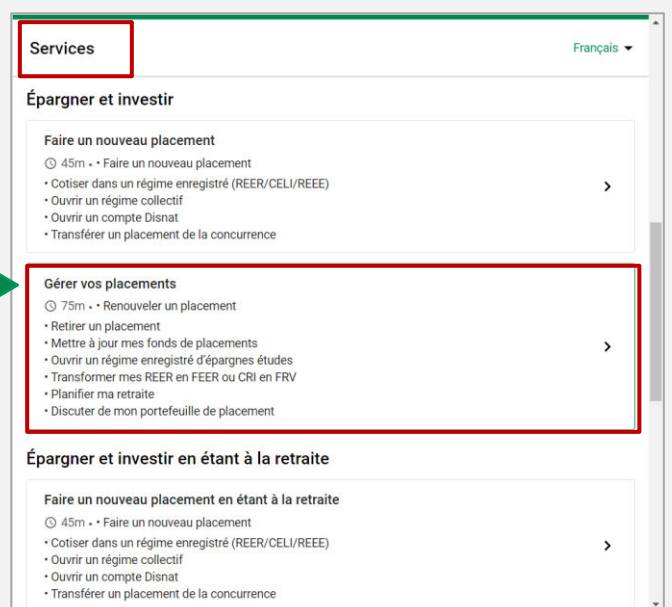 Services
Français
Épargner et investir
Faire un nouveau placement
45m • • Faire un nouveau placement
• Cotiser dans un régime enregistré (REER/CELI/REEE)
• Ouvrir un régime collectif
• Ouvrir un compte Disnat
• Transférer un placement de la concurrence
Gérer vos placements
75m • • Renouveler un placement
• Retirer un placement
• Mettre à jour mes fonds de placements
• Ouvrir un régime enregistré d'épargnes études
• Transformer mes REER en FEER ou CRI en FRV
• Planifier ma retraite
• Discuter de mon portefeuille de placement
Épargner et investir en étant à la retraite
Faire un nouveau placement en étant à la retraite
45m • • Faire un nouveau placement
• Cotiser dans un régime enregistré (REER/CELI/REEE)
• Ouvrir un régime collectif
• Ouvrir un compte Disnat
• Transférer un placement de la concurrence